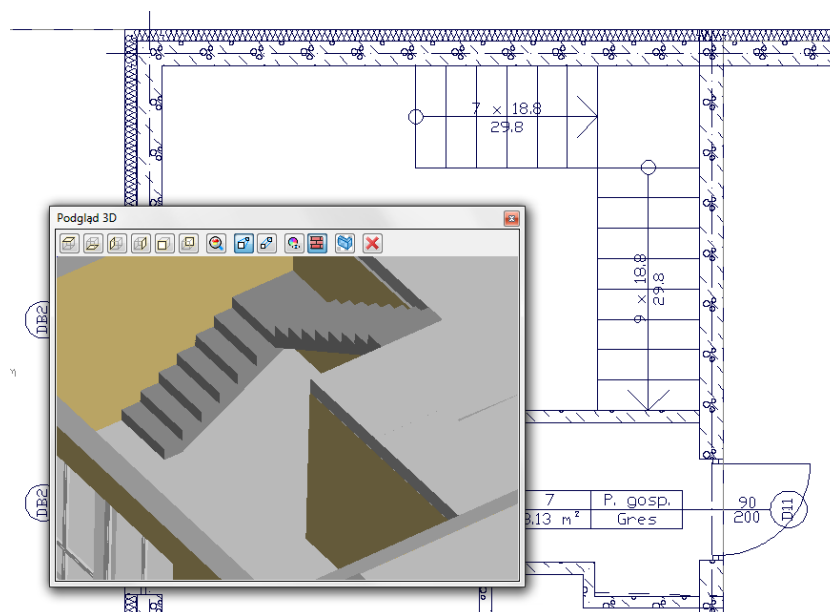 7 x 18.8
29.8
Podgląd 3D
9 x 18.8
29.8
DB2
DB2
7
P. gosp.
90
D11
3.13 m²
Gres
200